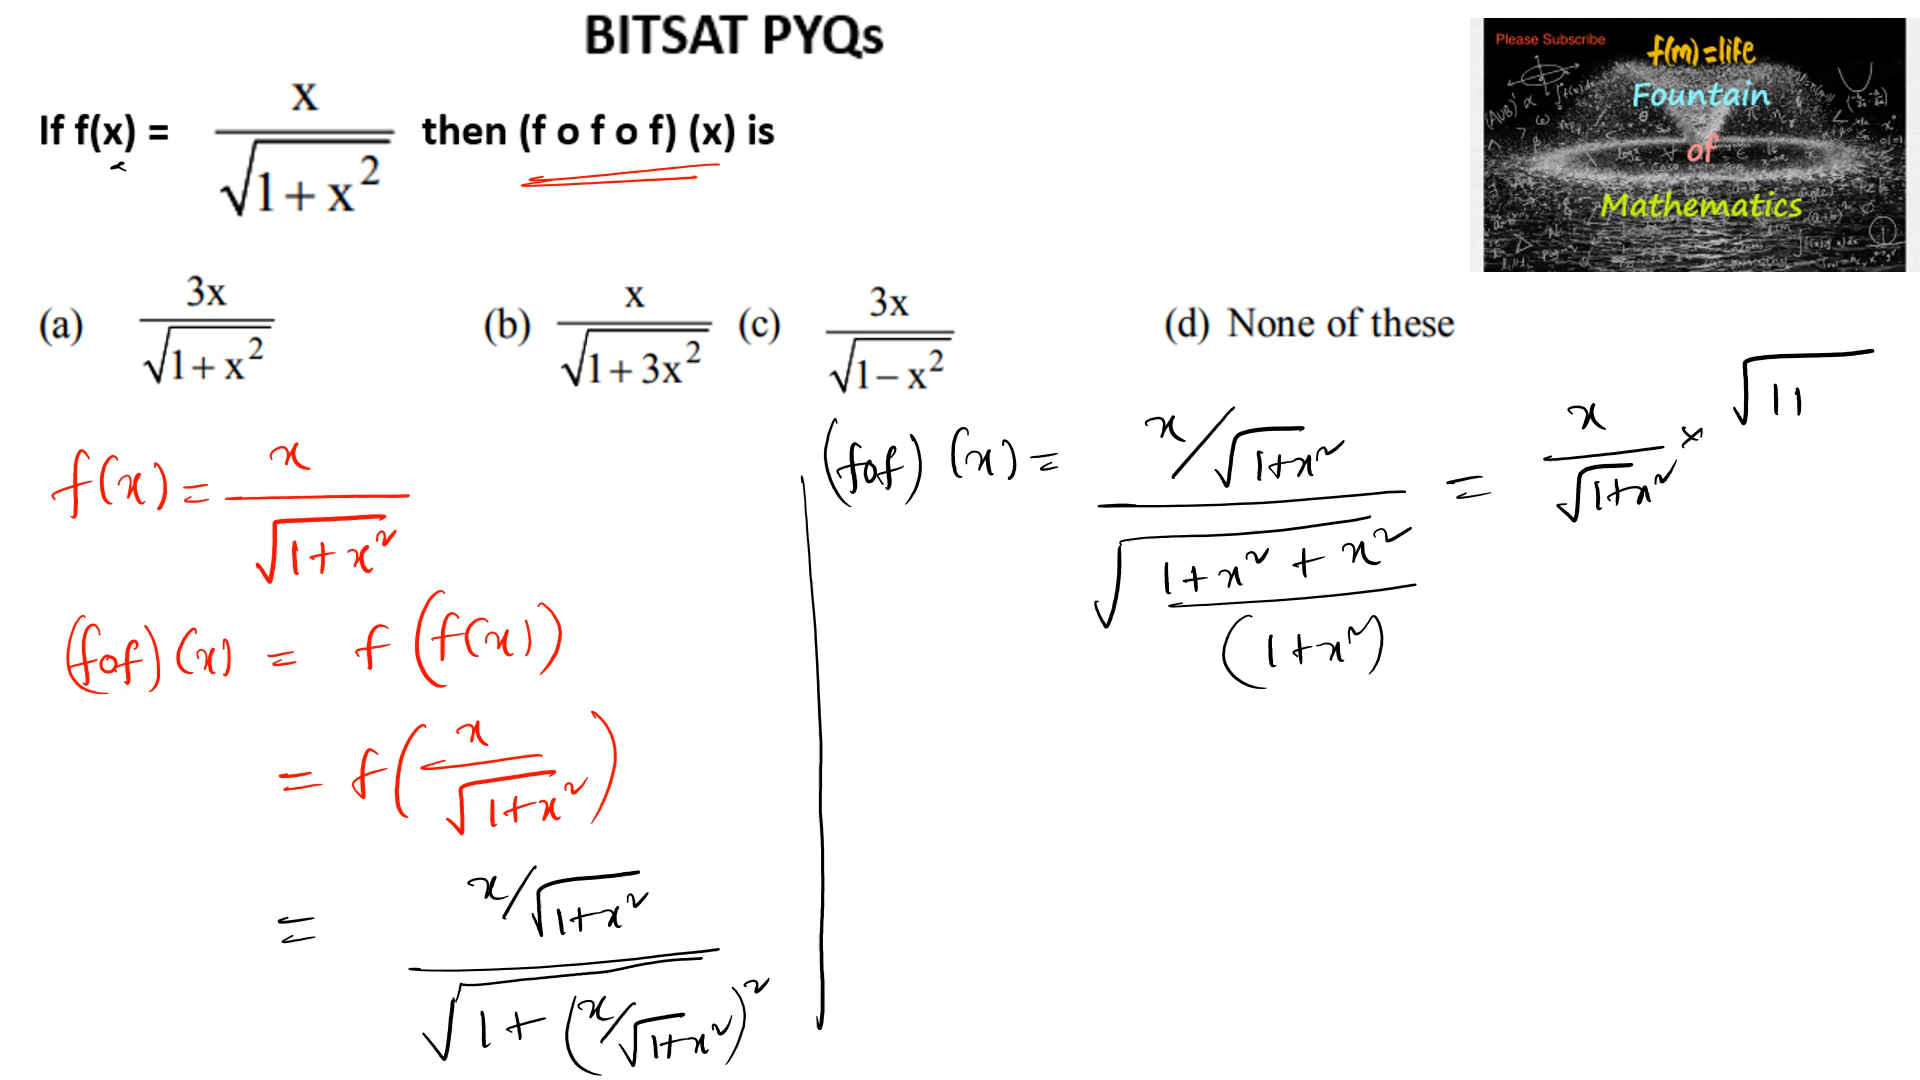 BITSAT PYQs
If f(x) = x / √(1 + x²) then (f o f o f) (x) is
Please Subscribe
f(m)=life
Fountain
of
Mathematics
(a) 3x / √(1 + x²) (b) x / √(1 + 3x²) (c) 3x / √(1 − x²) (d) None of these
f(x) = x / √(1 + x²)
(fof)(x) = f(f(x))
= f(x / √(1+x²))
= (x/√(1+x²)) / √(1 + (x/√(1+x²))²)
(fof)(x) = (x/√(1+x²)) / √((1+x² + x²) / (1+x²)) = x / √(1+x²) × √11